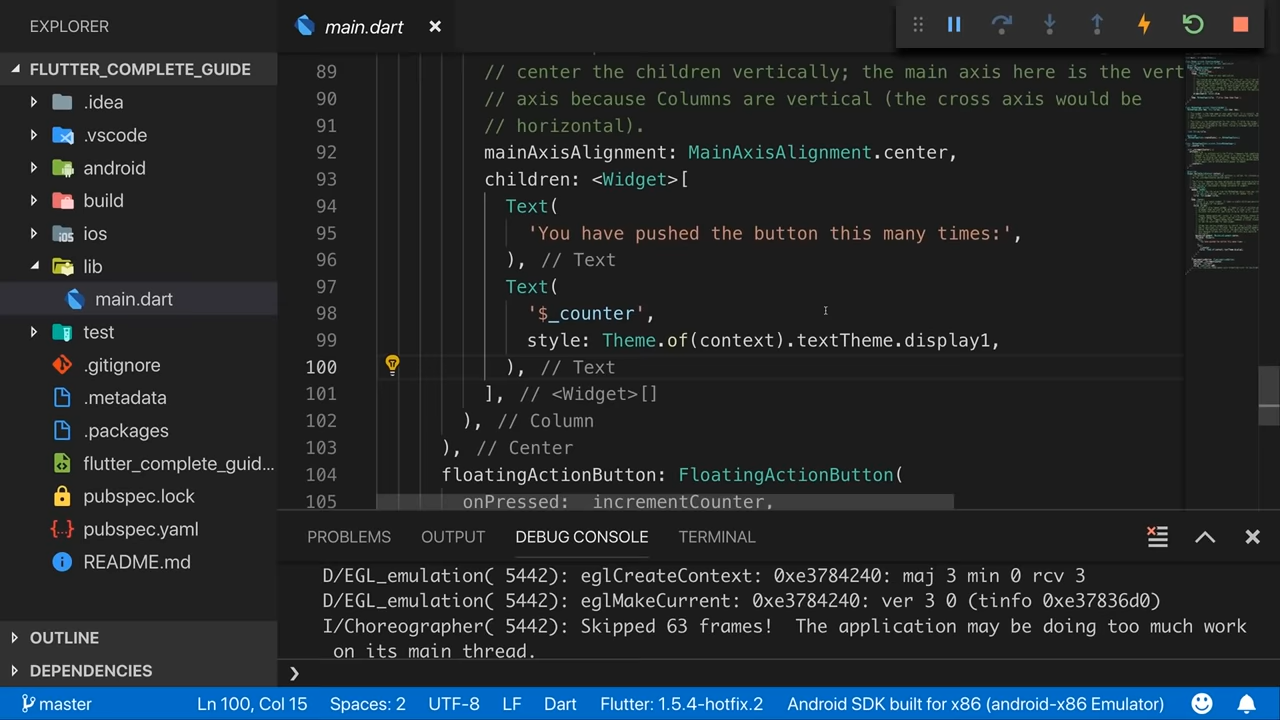 EXPLORER
FLUTTER_COMPLETE_GUIDE
.idea
.vscode
android
build
ios
lib
main.dart
test
.gitignore
.metadata
.packages
flutter_complete_guid...
pubspec.lock
pubspec.yaml
README.md
OUTLINE
DEPENDENCIES
main.dart
89 // center the children vertically; the main axis here is the vert
90 // axis because Columns are vertical (the cross axis would be
91 // horizontal).
92 mainAxisAlignment: MainAxisAlignment.center,
93 children: <Widget>[
94 Text(
95 'You have pushed the button this many times:',
96 ), // Text
97 Text(
98 '$_counter',
99 style: Theme.of(context).textTheme.display1,
100 ), // Text
101 ], // <Widget>[]
102 ), // Column
103 ), // Center
104 floatingActionButton: FloatingActionButton(
105 onPressed: _incrementCounter,
PROBLEMS OUTPUT DEBUG CONSOLE TERMINAL
D/EGL_emulation( 5442): eglCreateContext: 0xe3784240: maj 3 min 0 rcv 3
D/EGL_emulation( 5442): eglMakeCurrent: 0xe3784240: ver 3 0 (tinfo 0xe37836d0)
I/Choreographer( 5442): Skipped 63 frames!  The application may be doing too much work
on its main thread.
master Ln 100, Col 15 Spaces: 2 UTF-8 LF Dart Flutter: 1.5.4-hotfix.2 Android SDK built for x86 (android-x86 Emulator)